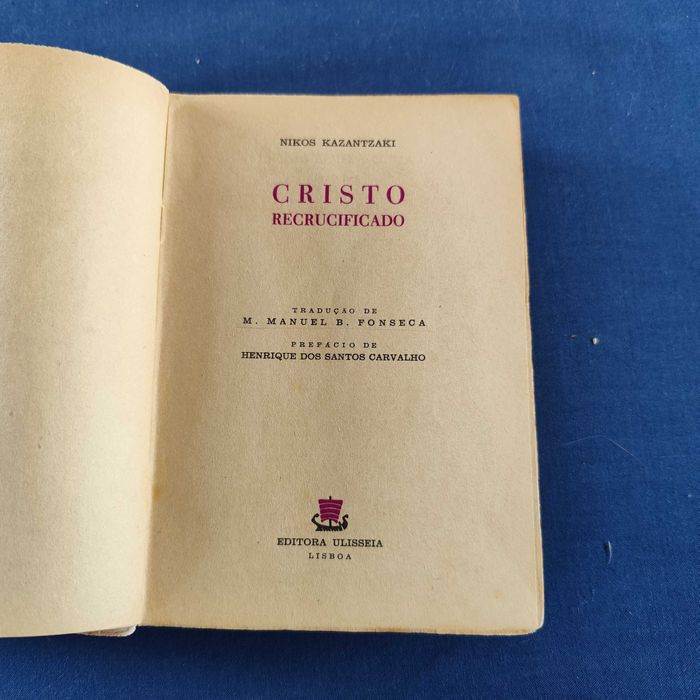 NIKOS KAZANTZAKI
CRISTO
RECRUCIFICADO
TRADUÇÃO DE
M. MANUEL B. FONSECA
PREFÁCIO DE
HENRIQUE DOS SANTOS CARVALHO
EDITORA ULISSEIA
LISBOA